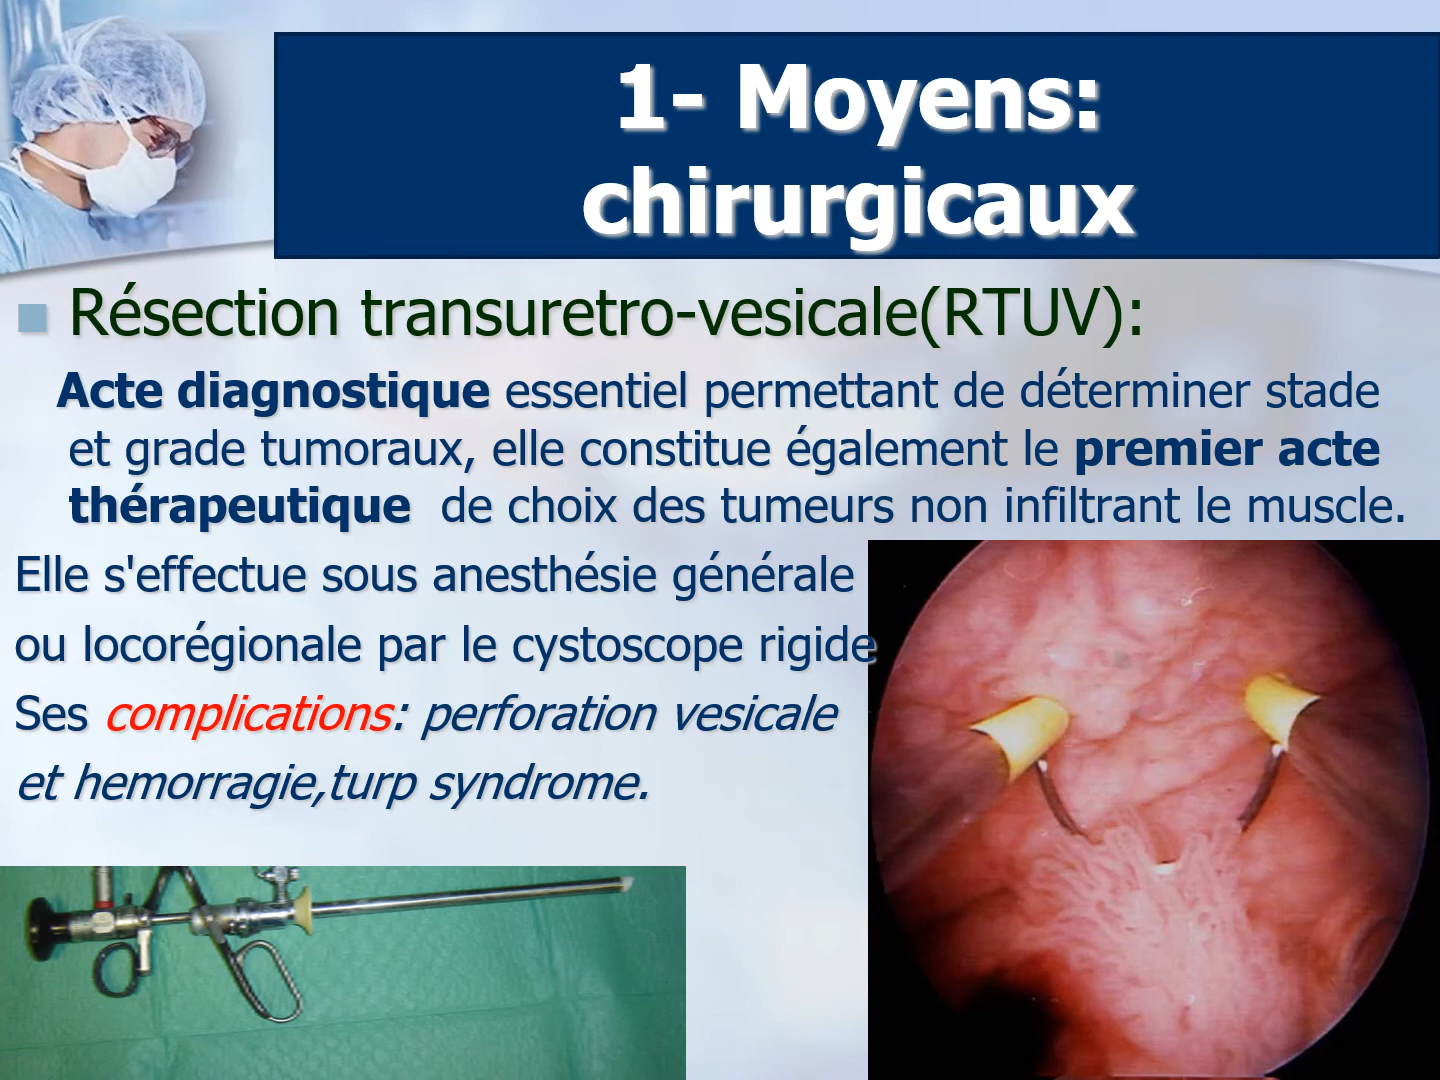 1- Moyens:
chirurgicaux
Résection transuretro-vesicale(RTUV):
Acte diagnostique essentiel permettant de déterminer stade
et grade tumoraux, elle constitue également le premier acte
thérapeutique de choix des tumeurs non infiltrant le muscle.
Elle s'effectue sous anesthésie générale
ou locorégionale par le cystoscope rigide
Ses complications: perforation vesicale
et hemorragie,turp syndrome.